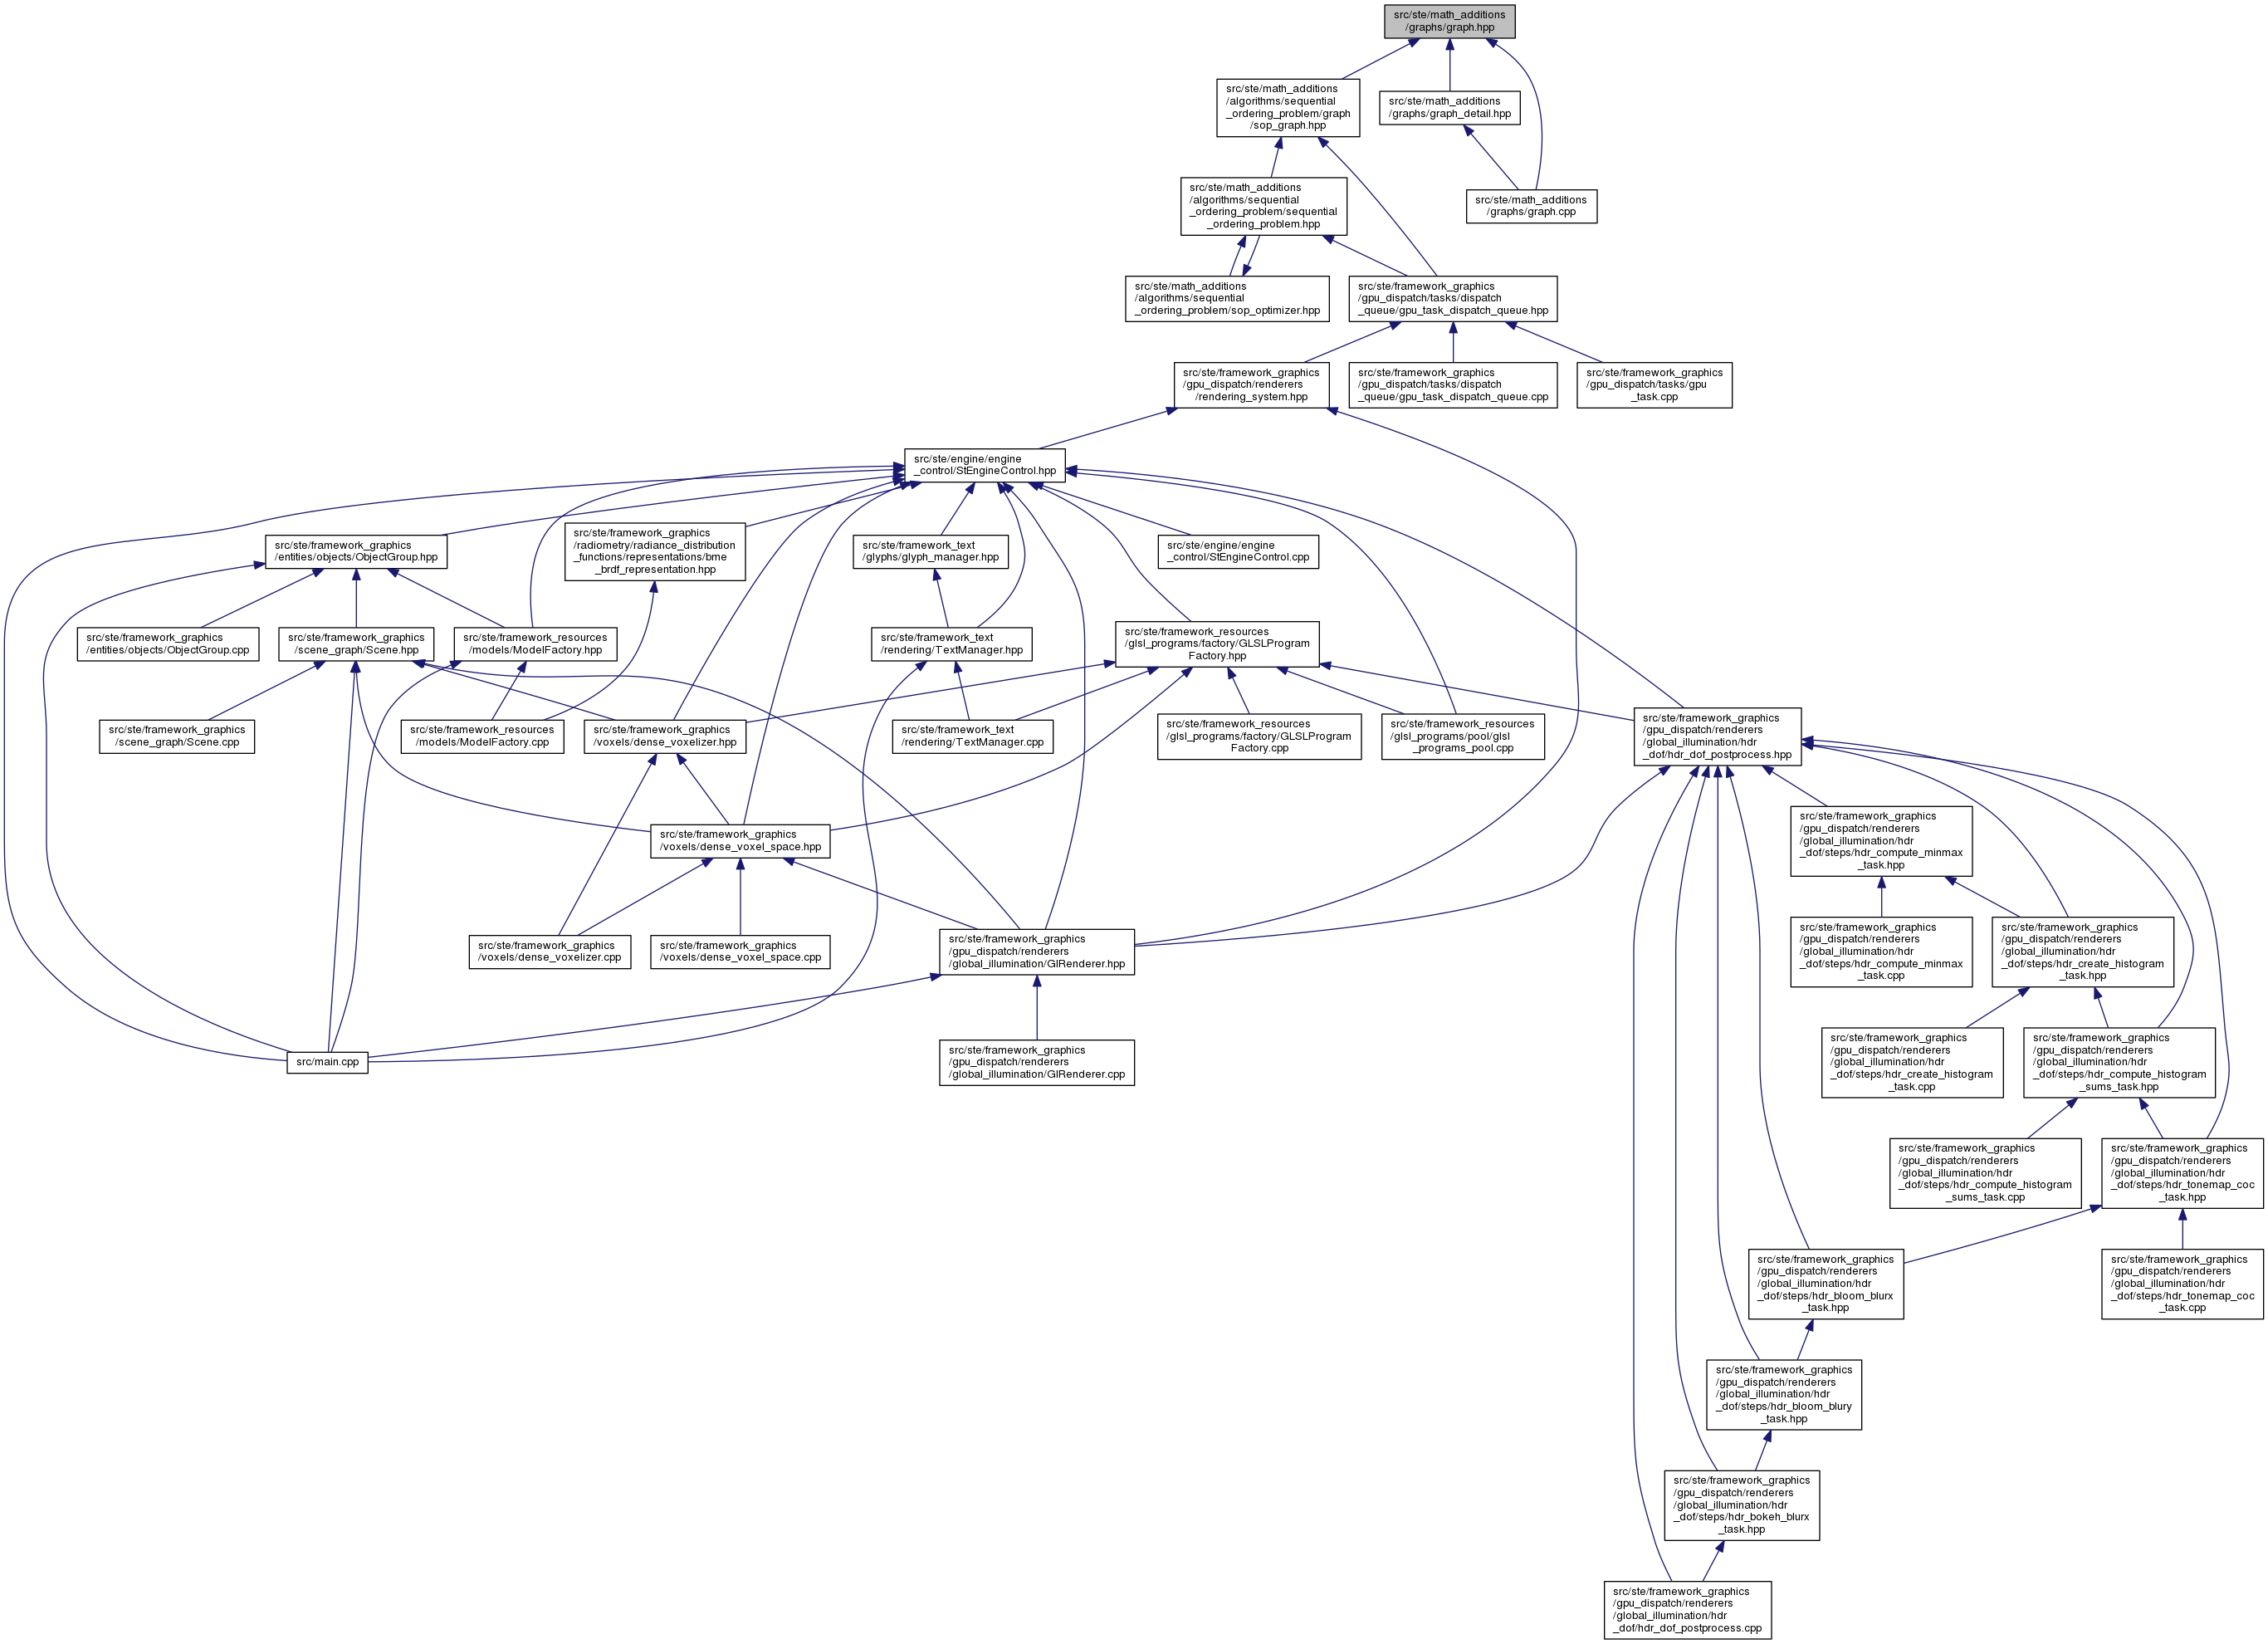 src/ste/math_additions
/graphs/graph.hpp
src/ste/math_additions
/algorithms/sequential
_ordering_problem/graph
/sop_graph.hpp
src/ste/math_additions
/graphs/graph_detail.hpp
src/ste/math_additions
/algorithms/sequential
_ordering_problem/sequential
_ordering_problem.hpp
src/ste/math_additions
/graphs/graph.cpp
src/ste/math_additions
/algorithms/sequential
_ordering_problem/sop_optimizer.hpp
src/ste/framework_graphics
/gpu_dispatch/tasks/dispatch
_queue/gpu_task_dispatch_queue.hpp
src/ste/framework_graphics
/gpu_dispatch/renderers
/rendering_system.hpp
src/ste/framework_graphics
/gpu_dispatch/tasks/dispatch
_queue/gpu_task_dispatch_queue.cpp
src/ste/framework_graphics
/gpu_dispatch/tasks/gpu
_task.cpp
src/ste/engine/engine
_control/StEngineControl.hpp
src/ste/framework_graphics
/entities/objects/ObjectGroup.hpp
src/ste/framework_graphics
/radiometry/radiance_distribution
_functions/representations/bme
_brdf_representation.hpp
src/ste/framework_text
/glyphs/glyph_manager.hpp
src/ste/engine/engine
_control/StEngineControl.cpp
src/ste/framework_graphics
/entities/objects/ObjectGroup.cpp
src/ste/framework_graphics
/scene_graph/Scene.hpp
src/ste/framework_resources
/models/ModelFactory.hpp
src/ste/framework_text
/rendering/TextManager.hpp
src/ste/framework_resources
/glsl_programs/factory/GLSLProgram
Factory.hpp
src/ste/framework_graphics
/scene_graph/Scene.cpp
src/ste/framework_resources
/models/ModelFactory.cpp
src/ste/framework_graphics
/voxels/dense_voxelizer.hpp
src/ste/framework_text
/rendering/TextManager.cpp
src/ste/framework_resources
/glsl_programs/factory/GLSLProgram
Factory.cpp
src/ste/framework_resources
/glsl_programs/pool/glsl
_programs_pool.cpp
src/ste/framework_graphics
/gpu_dispatch/renderers
/global_illumination/hdr
_dof/hdr_dof_postprocess.hpp
src/ste/framework_graphics
/voxels/dense_voxel_space.hpp
src/ste/framework_graphics
/gpu_dispatch/renderers
/global_illumination/hdr
_dof/steps/hdr_compute_minmax
_task.hpp
src/ste/framework_graphics
/voxels/dense_voxelizer.cpp
src/ste/framework_graphics
/voxels/dense_voxel_space.cpp
src/ste/framework_graphics
/gpu_dispatch/renderers
/global_illumination/GIRenderer.hpp
src/ste/framework_graphics
/gpu_dispatch/renderers
/global_illumination/hdr
_dof/steps/hdr_compute_minmax
_task.cpp
src/ste/framework_graphics
/gpu_dispatch/renderers
/global_illumination/hdr
_dof/steps/hdr_create_histogram
_task.hpp
src/main.cpp
src/ste/framework_graphics
/gpu_dispatch/renderers
/global_illumination/GIRenderer.cpp
src/ste/framework_graphics
/gpu_dispatch/renderers
/global_illumination/hdr
_dof/steps/hdr_create_histogram
_task.cpp
src/ste/framework_graphics
/gpu_dispatch/renderers
/global_illumination/hdr
_dof/steps/hdr_compute_histogram
_sums_task.hpp
src/ste/framework_graphics
/gpu_dispatch/renderers
/global_illumination/hdr
_dof/steps/hdr_compute_histogram
_sums_task.cpp
src/ste/framework_graphics
/gpu_dispatch/renderers
/global_illumination/hdr
_dof/steps/hdr_tonemap_coc
_task.hpp
src/ste/framework_graphics
/gpu_dispatch/renderers
/global_illumination/hdr
_dof/steps/hdr_bloom_blurx
_task.hpp
src/ste/framework_graphics
/gpu_dispatch/renderers
/global_illumination/hdr
_dof/steps/hdr_tonemap_coc
_task.cpp
src/ste/framework_graphics
/gpu_dispatch/renderers
/global_illumination/hdr
_dof/steps/hdr_bloom_blury
_task.hpp
src/ste/framework_graphics
/gpu_dispatch/renderers
/global_illumination/hdr
_dof/steps/hdr_bokeh_blurx
_task.hpp
src/ste/framework_graphics
/gpu_dispatch/renderers
/global_illumination/hdr
_dof/hdr_dof_postprocess.cpp